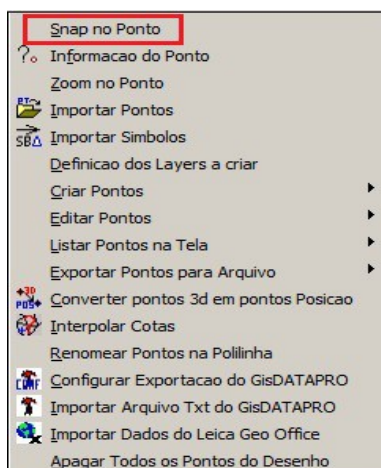 Snap no Ponto
Informacao do Ponto
Zoom no Ponto
Importar Pontos
Importar Simbolos
Definicao dos Layers a criar
Criar Pontos
Editar Pontos
Listar Pontos na Tela
Exportar Pontos para Arquivo
Converter pontos 3d em pontos Posicao
Interpolar Cotas
Renomear Pontos na Polilinha
Configurar Exportacao do GisDATAPRO
Importar Arquivo Txt do GisDATAPRO
Importar Dados do Leica Geo Office
Apagar Todos os Pontos do Desenho